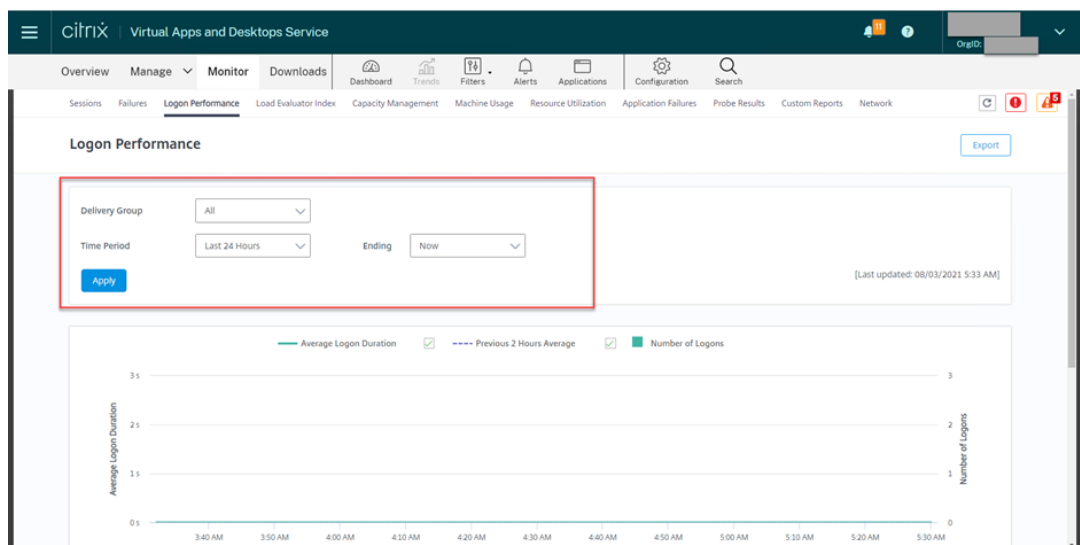 citrix | Virtual Apps and Desktops Service 11 ?
OrgID:
Overview Manage Monitor Downloads Dashboard Trends Filters Alerts Applications Configuration Search
Sessions Failures Logon Performance Load Evaluator Index Capacity Management Machine Usage Resource Utilization Application Failures Probe Results Custom Reports Network 5
Logon Performance Export
Delivery Group All
Time Period Last 24 Hours Ending Now
Apply [Last updated: 08/03/2021 5:33 AM]
Average Logon Duration Previous 2 Hours Average Number of Logons
3 s 3
2 s 2
1 s 1
0 s 0
Average Logon Duration
Number of Logons
3:40 AM 3:50 AM 4:00 AM 4:10 AM 4:20 AM 4:30 AM 4:40 AM 4:50 AM 5:00 AM 5:10 AM 5:20 AM 5:30 AM